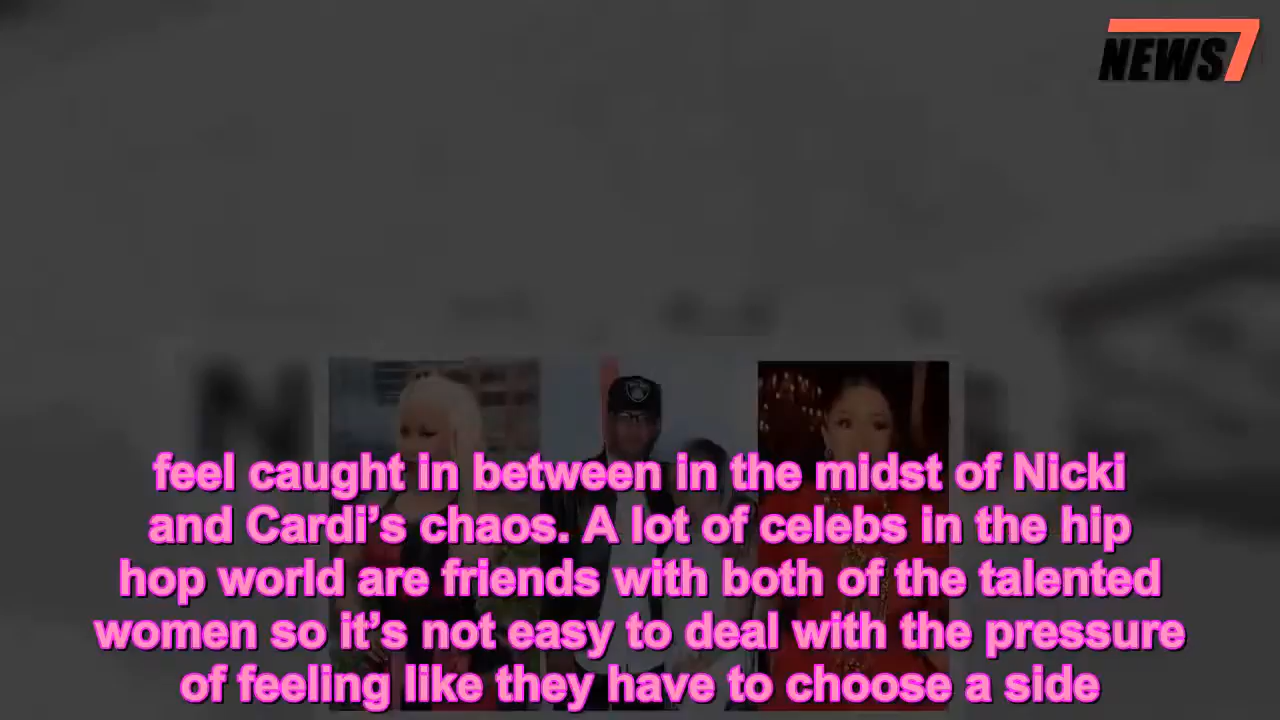 NEWS7
feel caught in between in the midst of Nicki
and Cardi’s chaos. A lot of celebs in the hip
hop world are friends with both of the talented
women so it’s not easy to deal with the pressure
of feeling like they have to choose a side